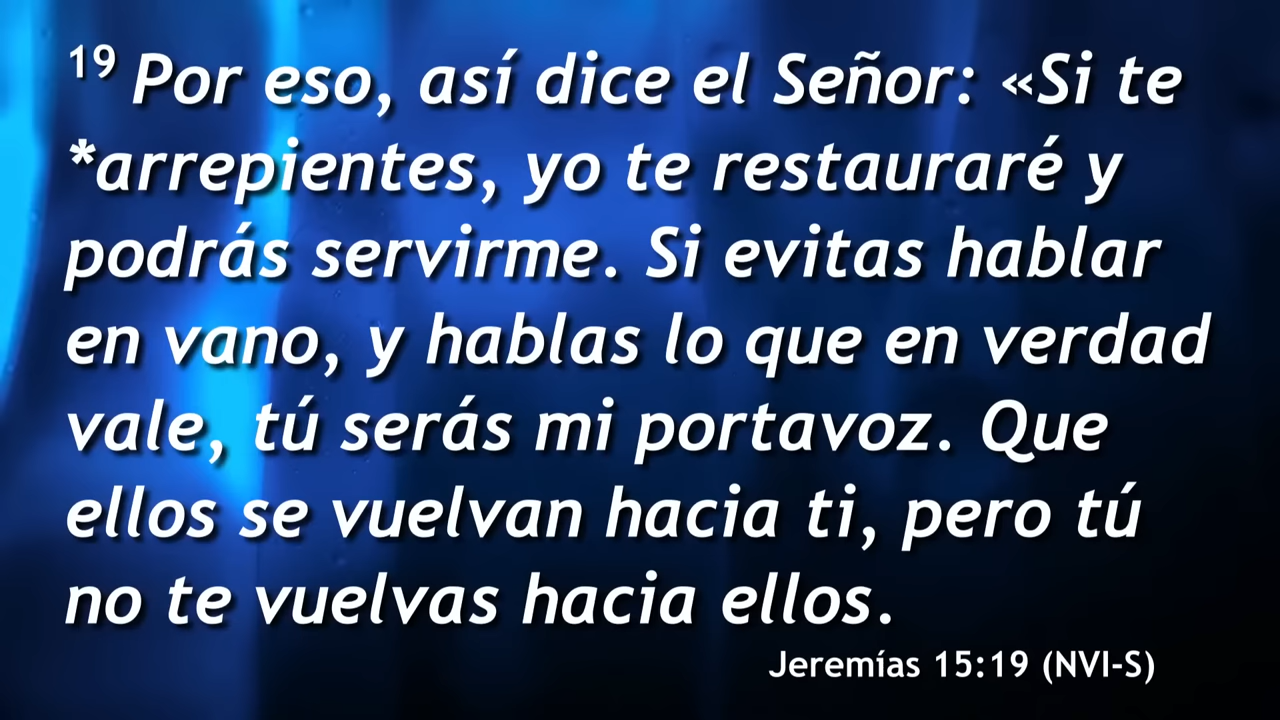 19 Por eso, así dice el Señor: «Si te
*arrepientes, yo te restauraré y
podrás servirme. Si evitas hablar
en vano, y hablas lo que en verdad
vale, tú serás mi portavoz. Que
ellos se vuelvan hacia ti, pero tú
no te vuelvas hacia ellos.
Jeremías 15:19 (NVI-S)